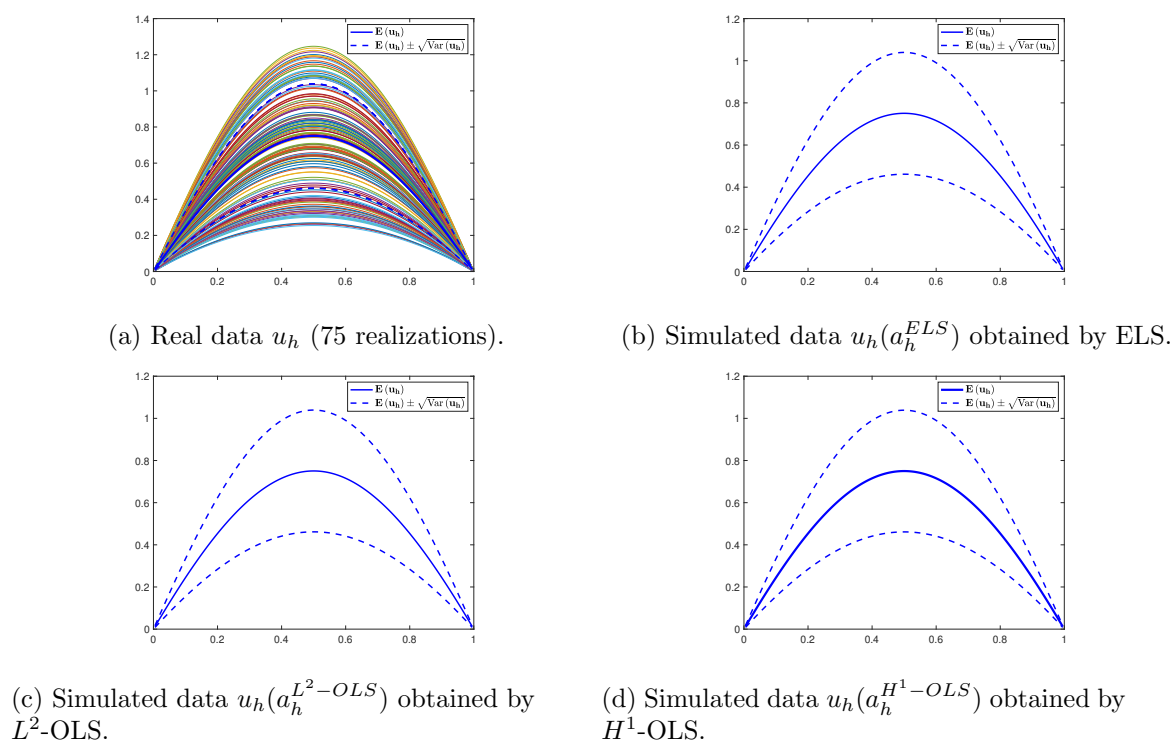 1.4
1.2
1
0.8
0.6
0.4
0.2
0
0 0.2 0.4 0.6 0.8 1
E (u_h)
E (u_h) ± √Var (u_h)
(a) Real data u_h (75 realizations).
1.2
1
0.8
0.6
0.4
0.2
0
0 0.2 0.4 0.6 0.8 1
E (u_h)
E (u_h) ± √Var (u_h)
(b) Simulated data u_h(a_h^{ELS}) obtained by ELS.
1.2
1
0.8
0.6
0.4
0.2
0
0 0.2 0.4 0.6 0.8 1
E (u_h)
E (u_h) ± √Var (u_h)
(c) Simulated data u_h(a_h^{L^2-OLS}) obtained by
L^2-OLS.
1.2
1
0.8
0.6
0.4
0.2
0
0 0.2 0.4 0.6 0.8 1
E (u_h)
E (u_h) ± √Var (u_h)
(d) Simulated data u_h(a_h^{H^1-OLS}) obtained by
H^1-OLS.